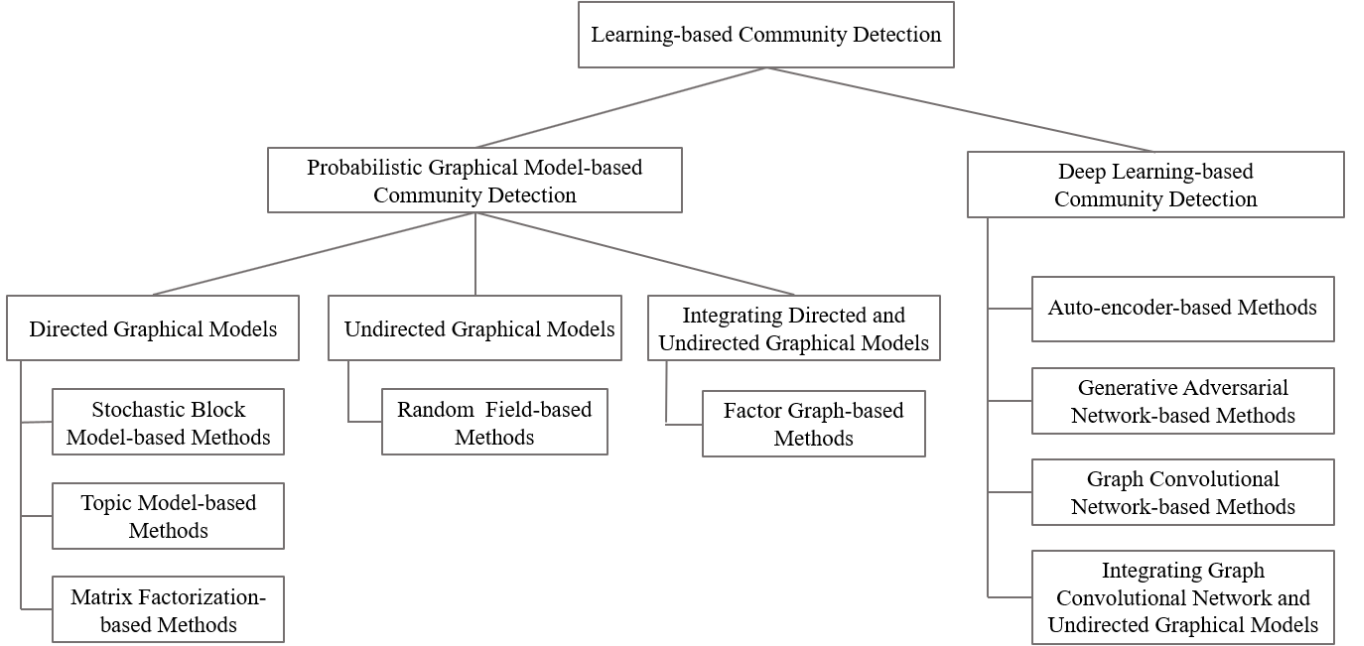 Learning-based Community Detection
Probabilistic Graphical Model-based
Community Detection
Deep Learning-based
Community Detection
Directed Graphical Models
Undirected Graphical Models
Integrating Directed and
Undirected Graphical Models
Stochastic Block
Model-based Methods
Topic Model-based
Methods
Matrix Factorization-
based Methods
Random Field-based
Methods
Factor Graph-based
Methods
Auto-encoder-based Methods
Generative Adversarial
Network-based Methods
Graph Convolutional
Network-based Methods
Integrating Graph
Convolutional Network and
Undirected Graphical Models